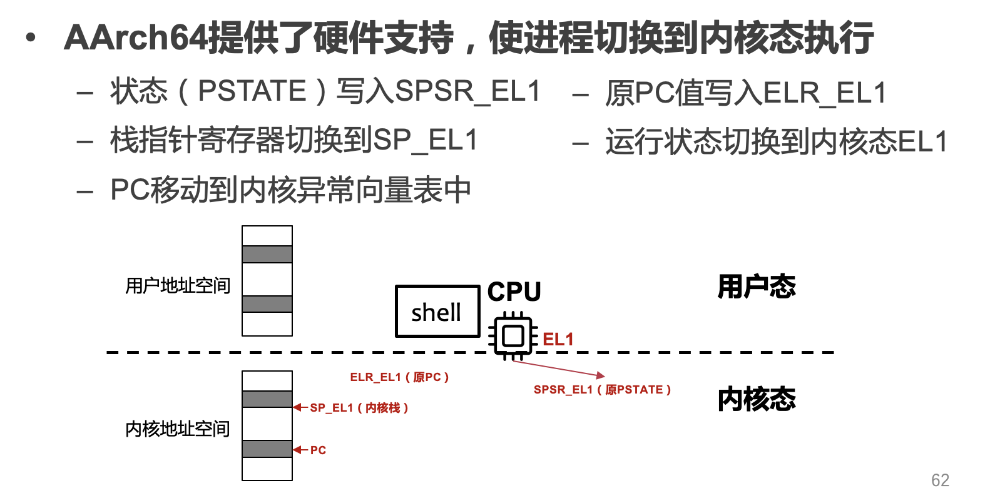 • AArch64提供了硬件支持，使进程切换到内核态执行
– 状态（PSTATE）写入SPSR_EL1
– 原PC值写入ELR_EL1
– 栈指针寄存器切换到SP_EL1
– 运行状态切换到内核态EL1
– PC移动到内核异常向量表中
用户地址空间
shell
CPU
EL1
用户态
ELR_EL1（原PC）
SPSR_EL1（原PSTATE）
内核态
SP_EL1（内核栈）
内核地址空间
PC
62